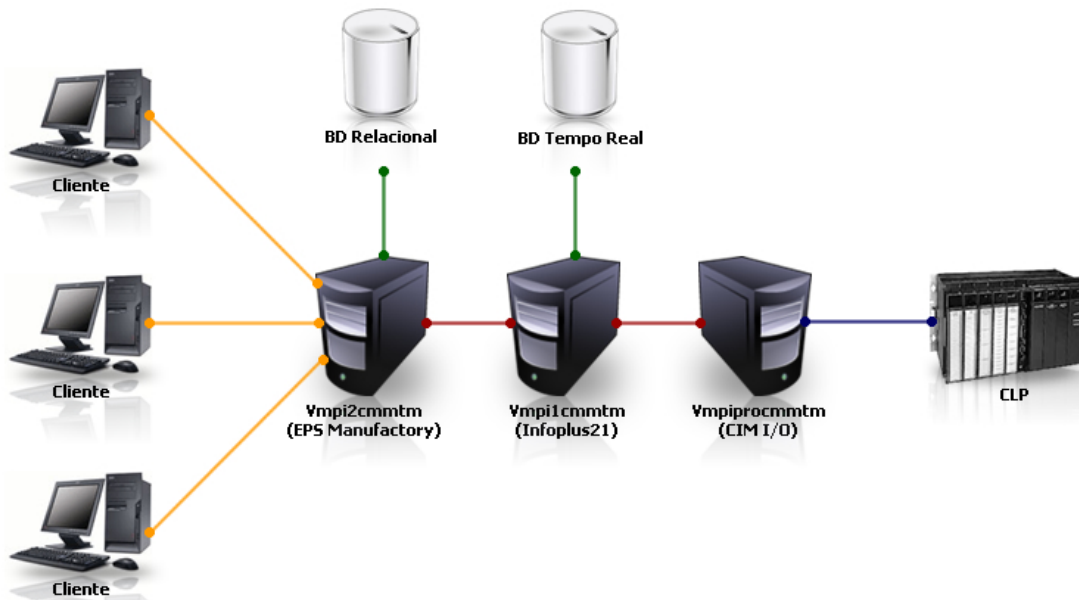 BD Relacional
BD Tempo Real
Cliente
Cliente
Vmpi2cmmtm
(EPS Manufactory)
Vmpi1cmmtm
(Infoplus21)
Vmpiprocmmtm
(CIM I/O)
CLP
Cliente